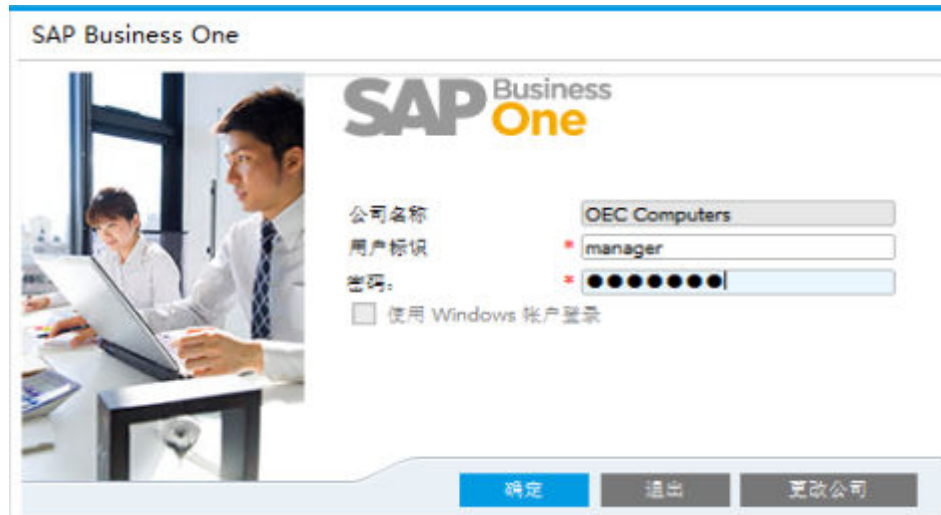 SAP Business One
SAP Business One
公司名称 OEC Computers
用户标识 * manager
密码： * ●●●●●●●
使用 Windows 帐户登录
确定 退出 更改公司